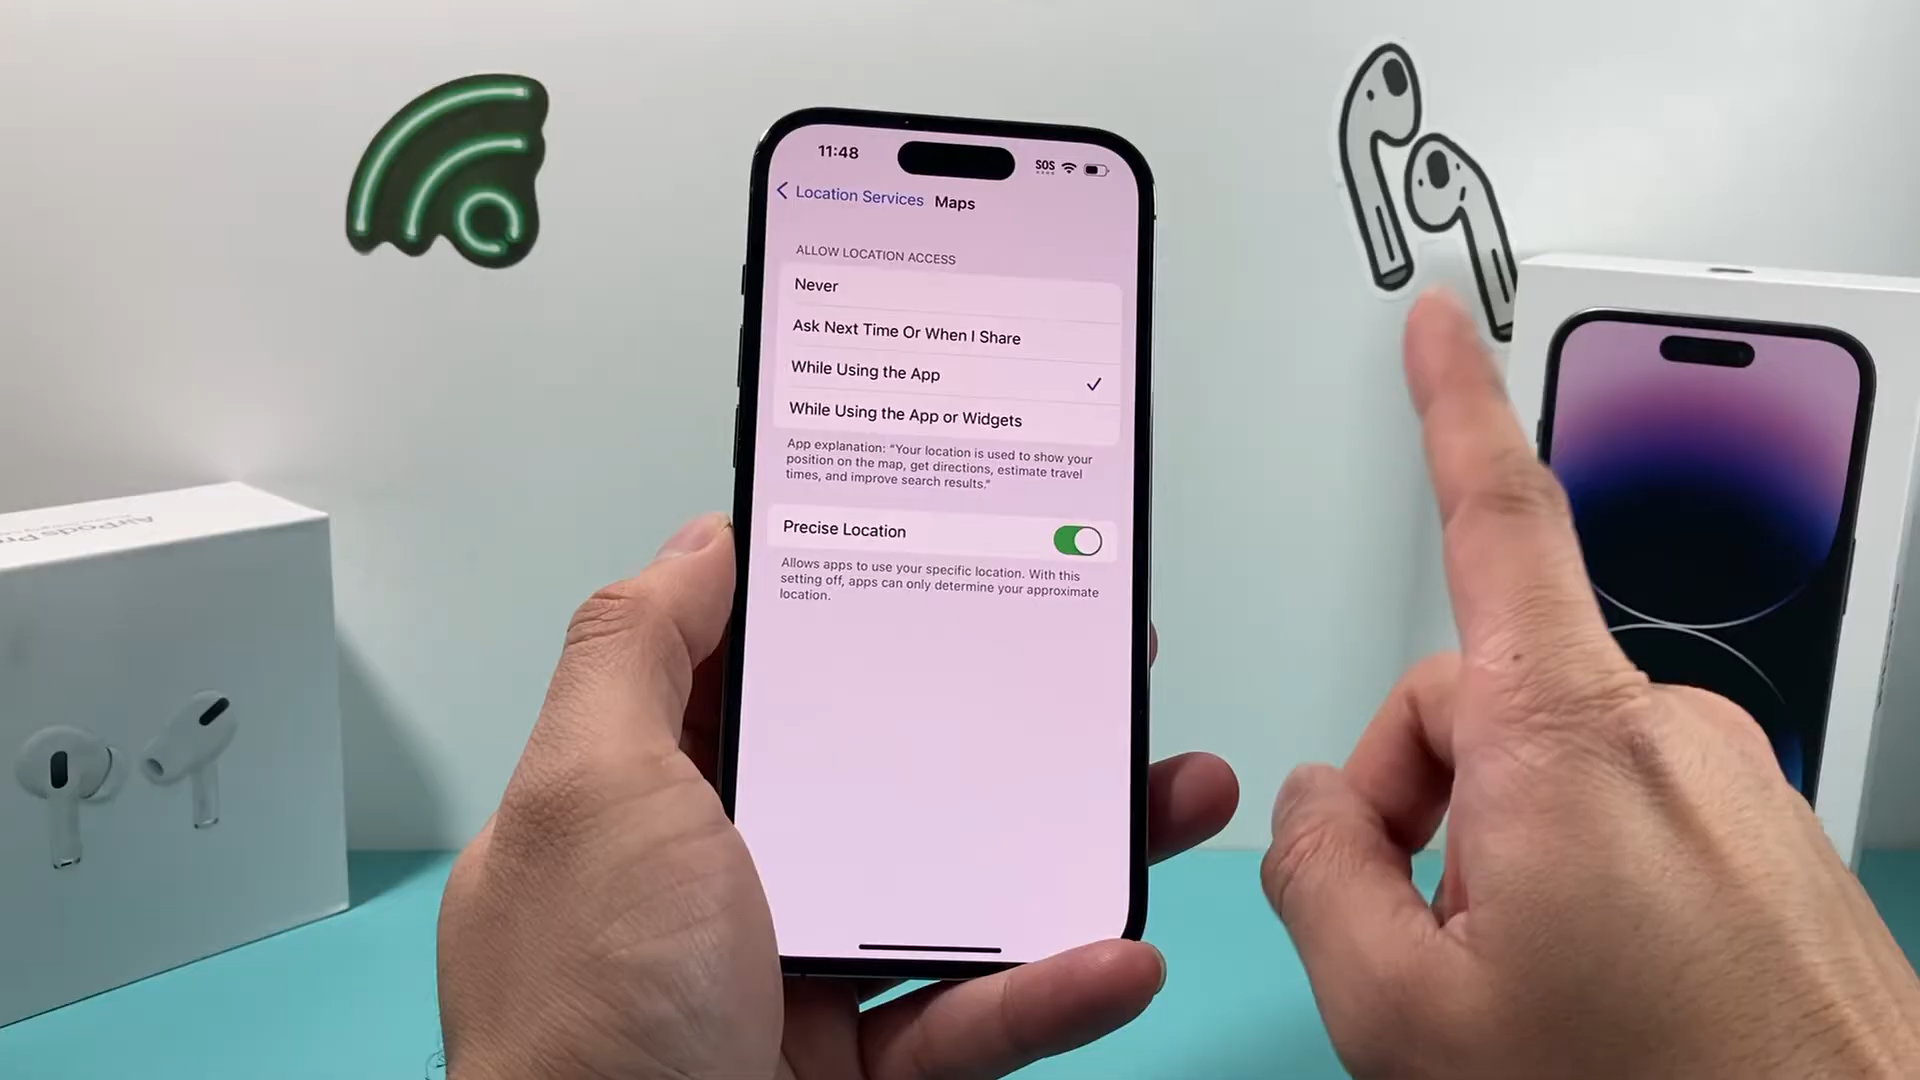 11:48
SOS
Location Services Maps
ALLOW LOCATION ACCESS
Never
Ask Next Time Or When I Share
While Using the App
While Using the App or Widgets
App explanation: “Your location is used to show your
position on the map, get directions, estimate travel
times, and improve search results.”
Precise Location
Allows apps to use your specific location. With this
setting off, apps can only determine your approximate
location.
AirPods Pro